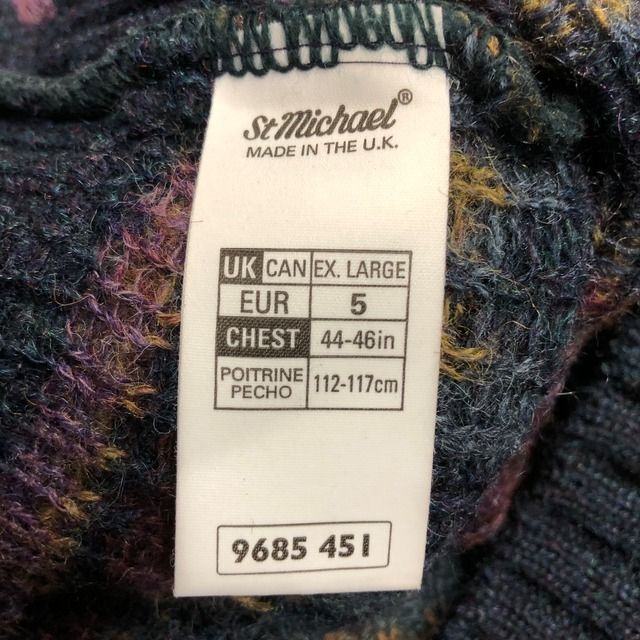 St Michael®
MADE IN THE U.K.
UK CAN EX. LARGE
EUR 5
CHEST 44-46in
POITRINE PECHO 112-117cm
9685 451